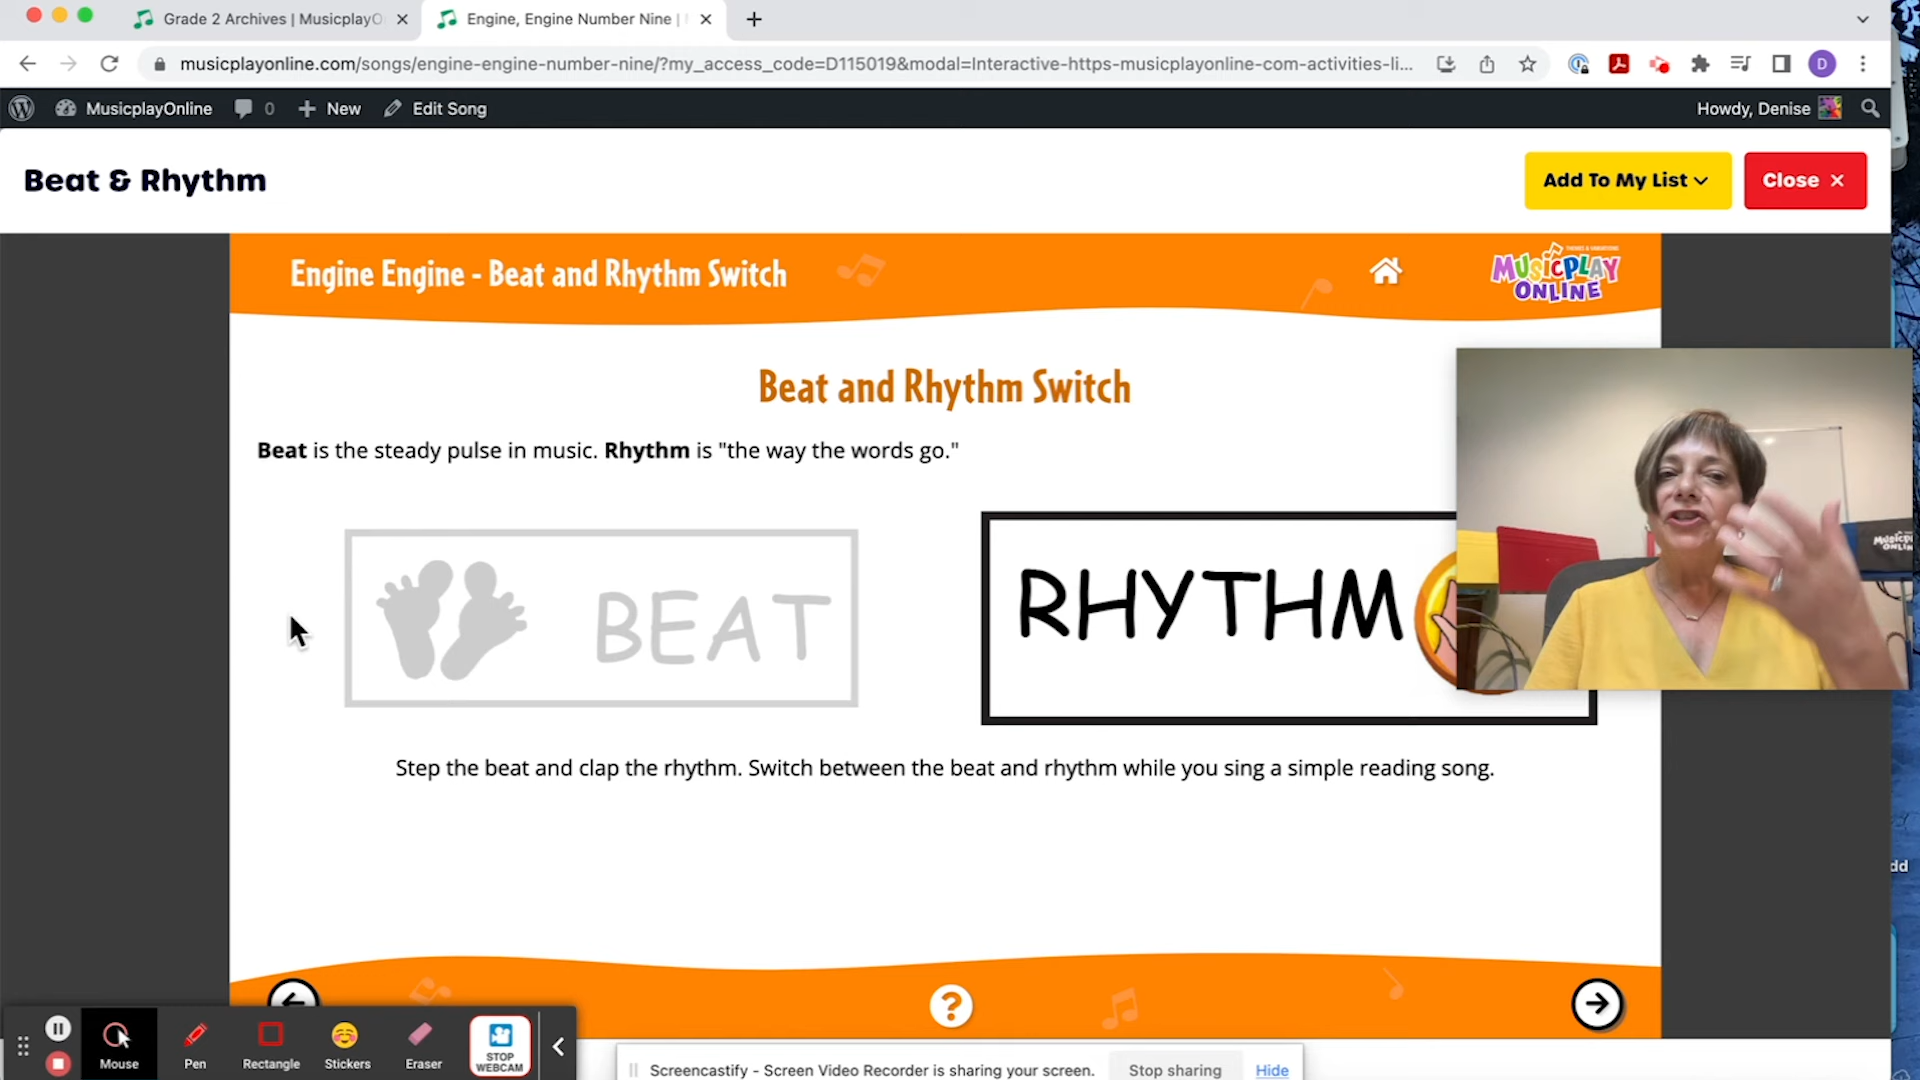 Grade 2 Archives | MusicplayO
Engine, Engine Number Nine |
musicplayonline.com/songs/engine-engine-number-nine/?my_access_code=D115019&modal=Interactive-https-musicplayonline-com-activities-li...
D
MusicplayOnline
0
New
Edit Song
Howdy, Denise
Beat & Rhythm
Add To My List
Close
Engine Engine - Beat and Rhythm Switch
MUSICPLAY
ONLINE
Beat and Rhythm Switch
Beat is the steady pulse in music. Rhythm is "the way the words go."
BEAT
RHYTHM
Step the beat and clap the rhythm. Switch between the beat and rhythm while you sing a simple reading song.
dd
?
Mouse
Pen
Rectangle
Stickers
Eraser
STOP
WEBCAM
Screencastify - Screen Video Recorder is sharing your screen.
Stop sharing
Hide